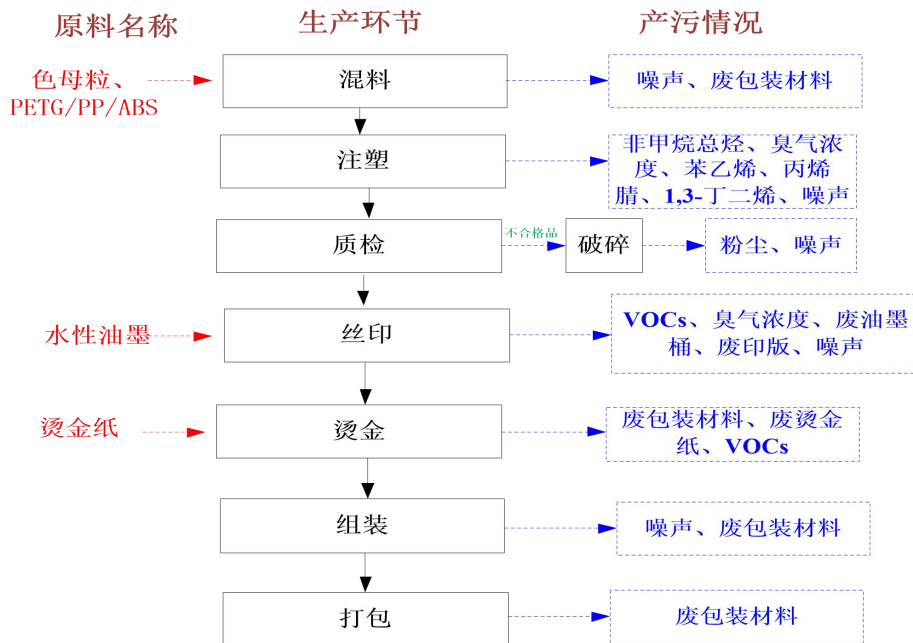 原料名称 生产环节 产污情况
色母粒、
PETG/PP/ABS
混料
噪声、废包装材料
注塑
非甲烷总烃、臭气浓
度、苯乙烯、丙烯
腈、1,3-丁二烯、噪声
质检
不合格品
破碎
粉尘、噪声
水性油墨
丝印
VOCs、臭气浓度、废油墨
桶、废印版、噪声
烫金纸
烫金
废包装材料、废烫金
纸、VOCs
组装
噪声、废包装材料
打包
废包装材料